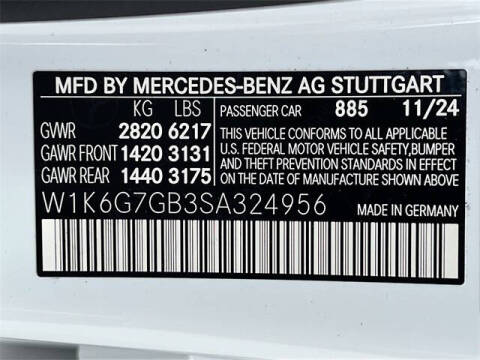 MFD BY MERCEDES-BENZ AG STUTTGART
KG LBS PASSENGER CAR 885 11/24
GVWR 2820 6217
GAWR FRONT 1420 3131
GAWR REAR 1440 3175
THIS VEHICLE CONFORMS TO ALL APPLICABLE
U.S. FEDERAL MOTOR VEHICLE SAFETY,BUMPER
AND THEFT PREVENTION STANDARDS IN EFFECT
ON THE DATE OF MANUFACTURE SHOWN ABOVE.
W1K6G7GB3SA324956 MADE IN GERMANY